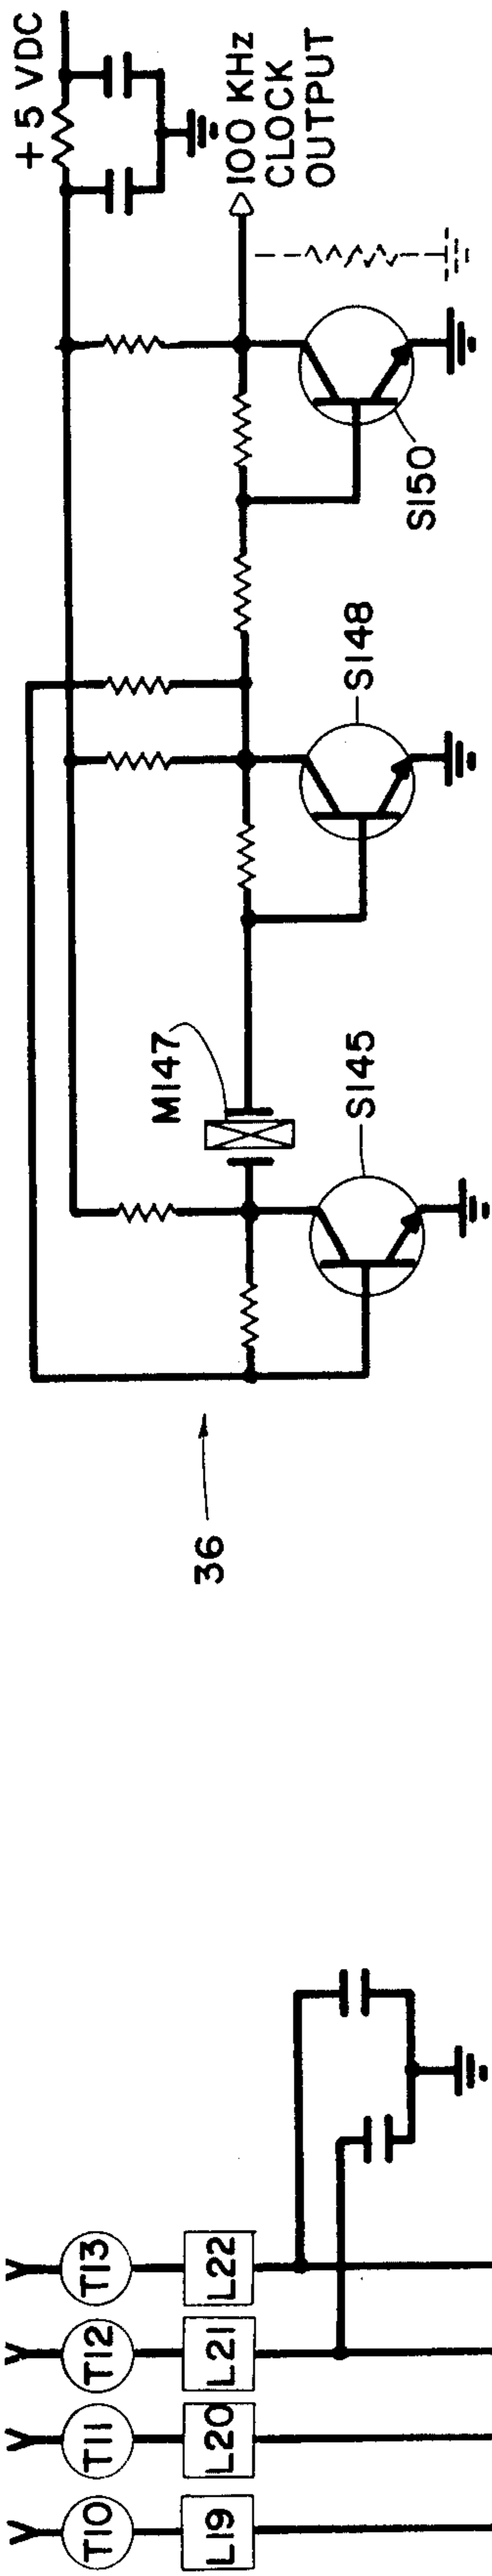 + 5 VDC
100 KHz
CLOCK
OUTPUT
M147
S145
S148
S150
36
T10
T11
T12
T13
L19
L20
L21
L22